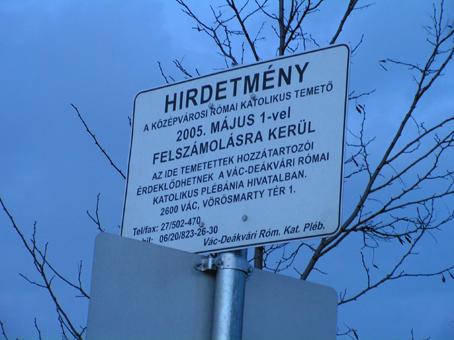 HIRDETMÉNY
A KÖZÉPVÁROSI RÓMAI KATOLIKUS TEMETŐ
2005. MÁJUS 1-vel
FELSZÁMOLÁSRA KERÜL
AZ IDE TEMETETTEK HOZZÁTARTOZÓI
ÉRDEKLŐDHETNEK A VÁC-DEÁKVÁRI RÓMAI
KATOLIKUS PLÉBÁNIA HIVATALBAN.
2600 VÁC, VÖRÖSMARTY TÉR 1.
Tel/fax: 27/502-470
06/20/823-26-30
Vác-Deákvári Róm. Kat. Pléb.